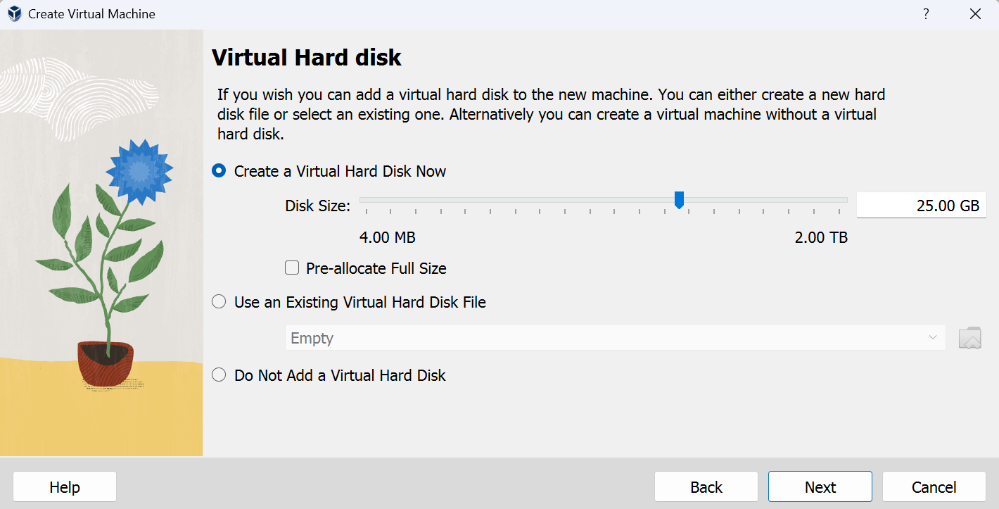 Create Virtual Machine
?
Virtual Hard disk
If you wish you can add a virtual hard disk to the new machine. You can either create a new hard
disk file or select an existing one. Alternatively you can create a virtual machine without a virtual
hard disk.
Create a Virtual Hard Disk Now
Disk Size:
25.00 GB
4.00 MB
2.00 TB
Pre-allocate Full Size
Use an Existing Virtual Hard Disk File
Empty
Do Not Add a Virtual Hard Disk
Help
Back
Next
Cancel